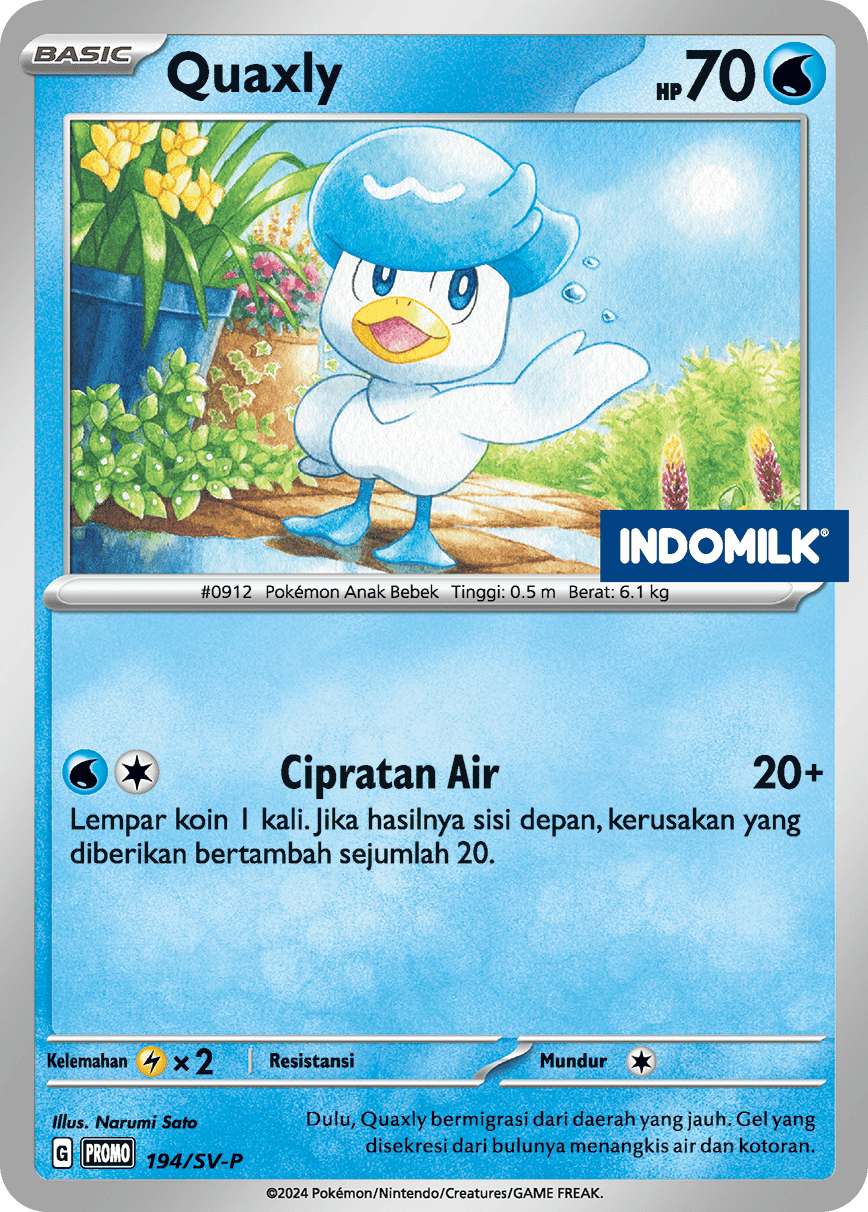 BASIC
Quaxly
HP 70
INDOMILK®
#0912 Pokémon Anak Bebek Tinggi: 0.5 m Berat: 6.1 kg
Cipratan Air 20+
Lempar koin 1 kali. Jika hasilnya sisi depan, kerusakan yang
diberikan bertambah sejumlah 20.
Kelemahan ×2 Resistansi Mundur
Illus. Narumi Sato
Dulu, Quaxly bermigrasi dari daerah yang jauh. Gel yang
disekresi dari bulunya menangkis air dan kotoran.
G PROMO 194/SV-P
©2024 Pokémon/Nintendo/Creatures/GAME FREAK.